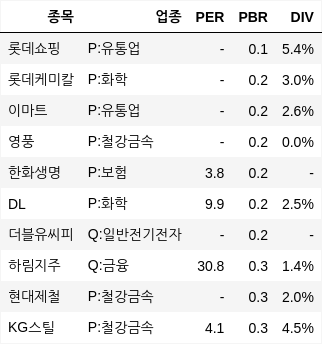 종목 업종 PER PBR DIV
롯데쇼핑 P:유통업 - 0.1 5.4%
롯데케미칼 P:화학 - 0.2 3.0%
이마트 P:유통업 - 0.2 2.6%
영풍 P:철강금속 - 0.2 0.0%
한화생명 P:보험 3.8 0.2 -
DL P:화학 9.9 0.2 2.5%
더블유씨피 Q:일반전기전자 - 0.2 -
하림지주 Q:금융 30.8 0.3 1.4%
현대제철 P:철강금속 - 0.3 2.0%
KG스틸 P:철강금속 4.1 0.3 4.5%